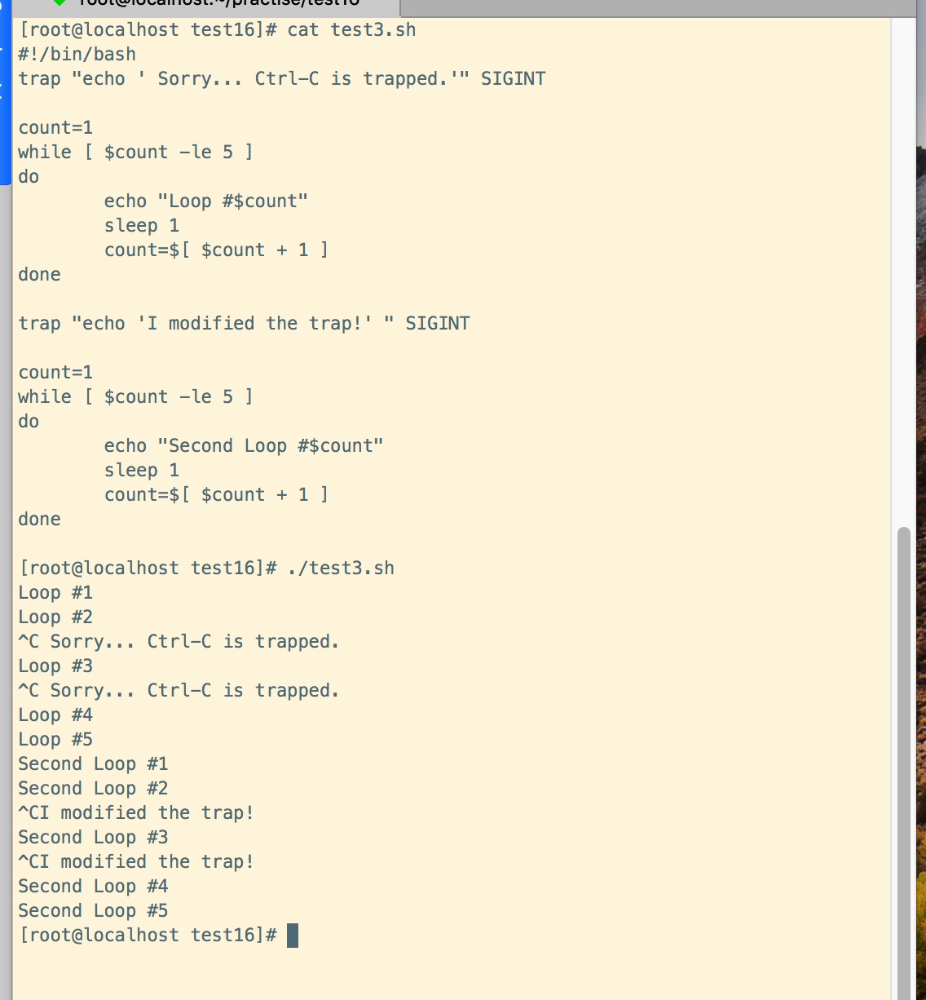 root@localhost:~/practise/test16
[root@localhost test16]# cat test3.sh
#!/bin/bash
trap "echo ' Sorry... Ctrl-C is trapped.'" SIGINT

count=1
while [ $count -le 5 ]
do
        echo "Loop #$count"
        sleep 1
        count=$[ $count + 1 ]
done

trap "echo 'I modified the trap!' " SIGINT

count=1
while [ $count -le 5 ]
do
        echo "Second Loop #$count"
        sleep 1
        count=$[ $count + 1 ]
done

[root@localhost test16]# ./test3.sh
Loop #1
Loop #2
^C Sorry... Ctrl-C is trapped.
Loop #3
^C Sorry... Ctrl-C is trapped.
Loop #4
Loop #5
Second Loop #1
Second Loop #2
^CI modified the trap!
Second Loop #3
^CI modified the trap!
Second Loop #4
Second Loop #5
[root@localhost test16]#